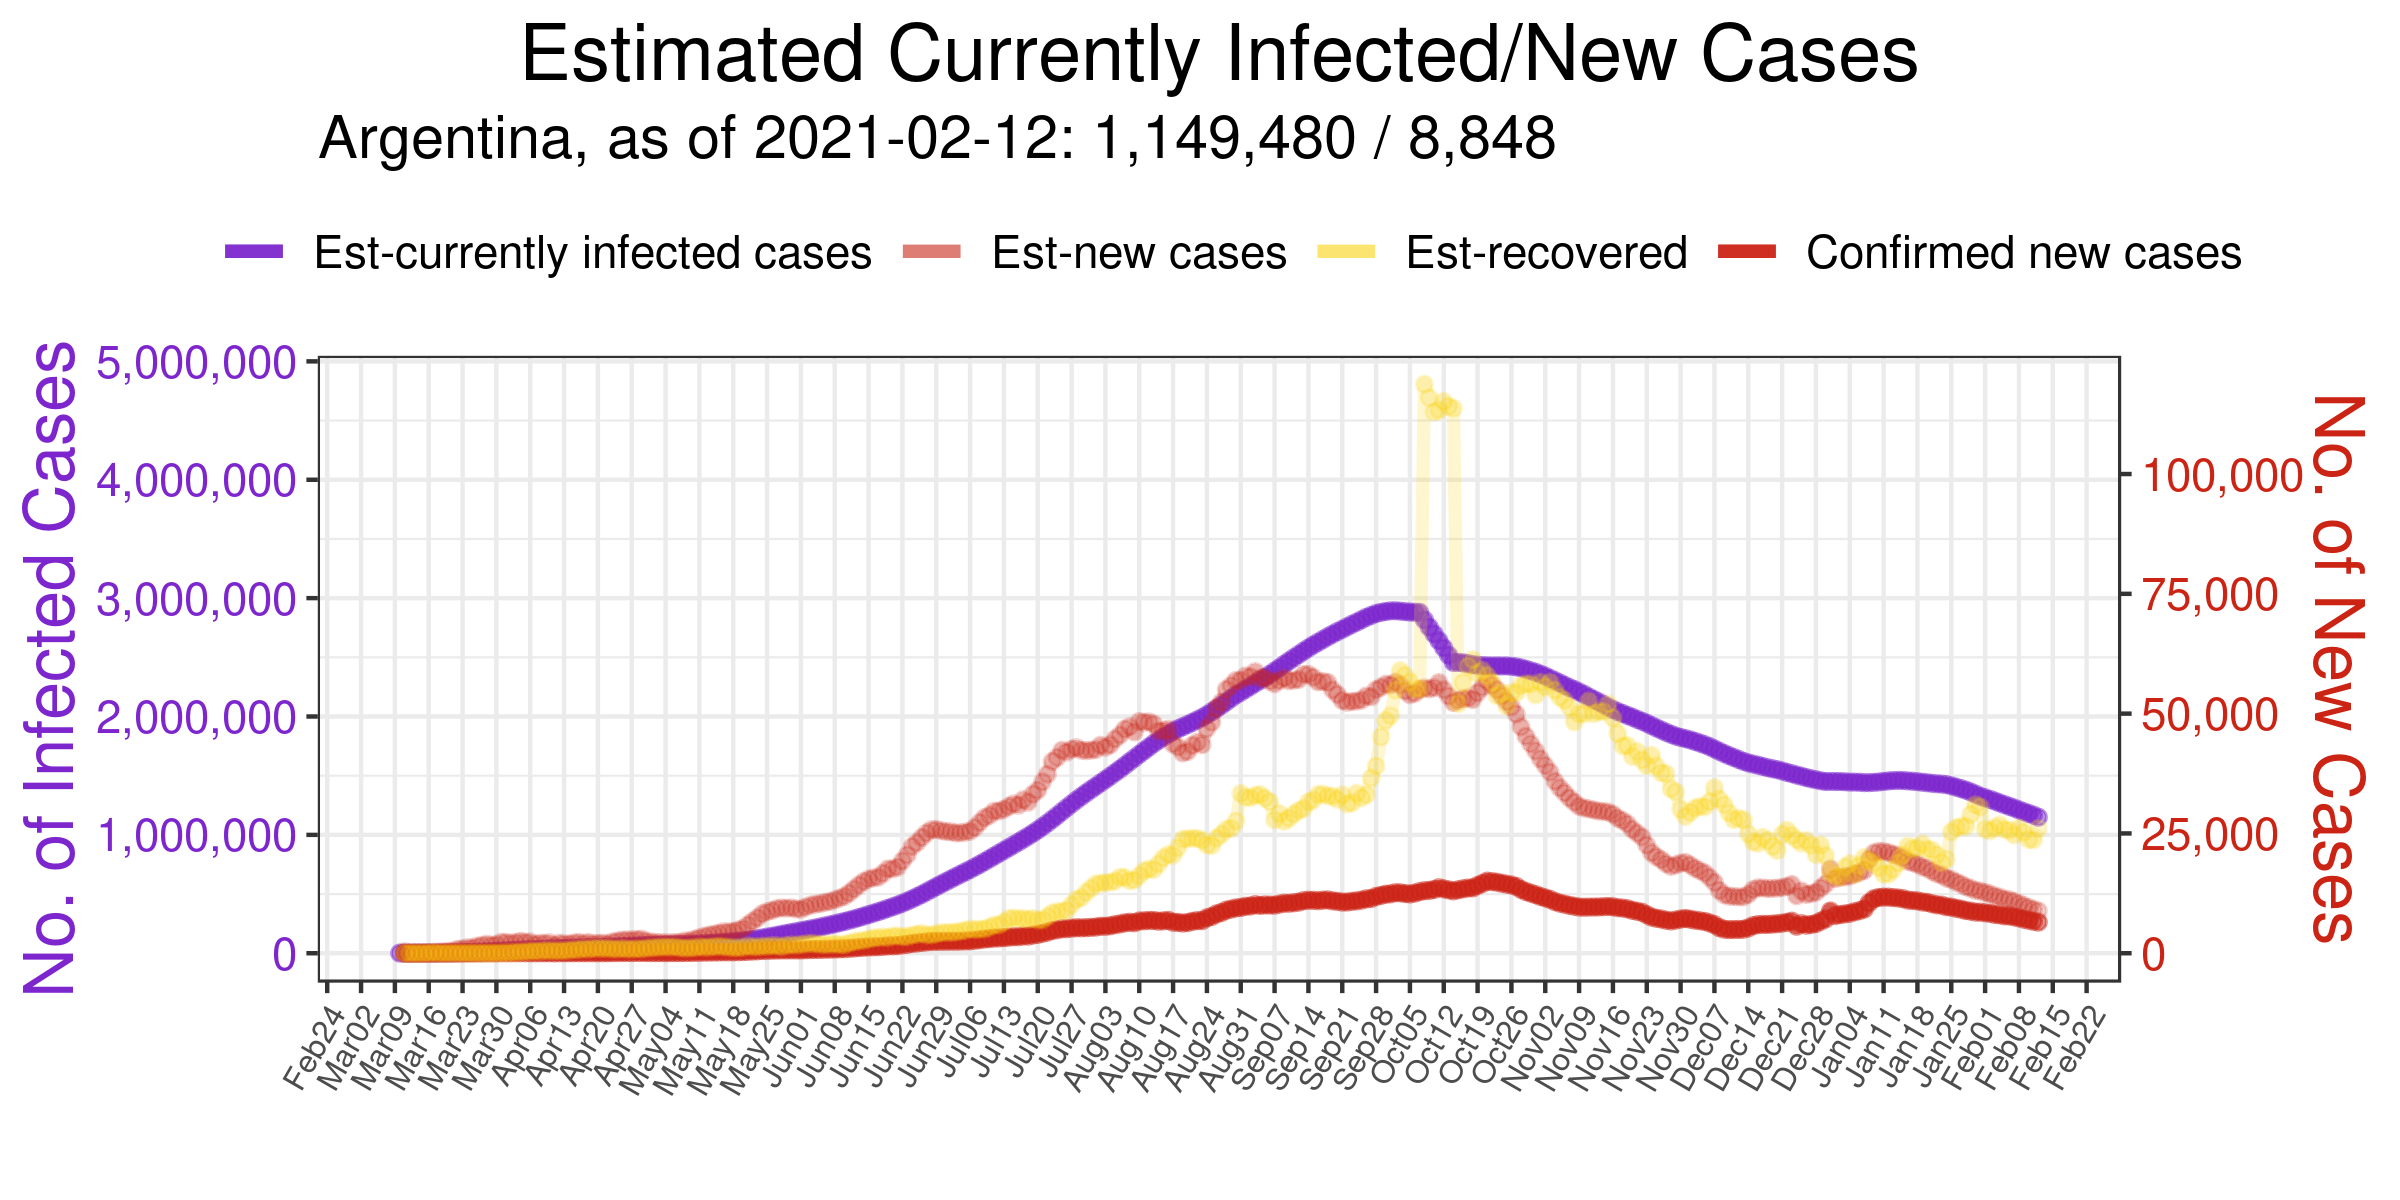 Estimated Currently Infected/New Cases
Argentina, as of 2021-02-12: 1,149,480 / 8,848
Est-currently infected cases Est-new cases Est-recovered Confirmed new cases
No. of Infected Cases
5,000,000
4,000,000
3,000,000
2,000,000
1,000,000
0
100,000
75,000
50,000
25,000
0
No. of New Cases
Feb24 Mar02 Mar09 Mar16 Mar23 Mar30 Apr06 Apr13 Apr20 Apr27 May04 May11 May18 May25 Jun01 Jun08 Jun15 Jun22 Jun29 Jul06 Jul13 Jul20 Jul27 Aug03 Aug10 Aug17 Aug24 Aug31 Sep07 Sep14 Sep21 Sep28 Oct05 Oct12 Oct19 Oct26 Nov02 Nov09 Nov16 Nov23 Nov30 Dec07 Dec14 Dec21 Dec28 Jan04 Jan11 Jan18 Jan25 Feb01 Feb08 Feb15 Feb22